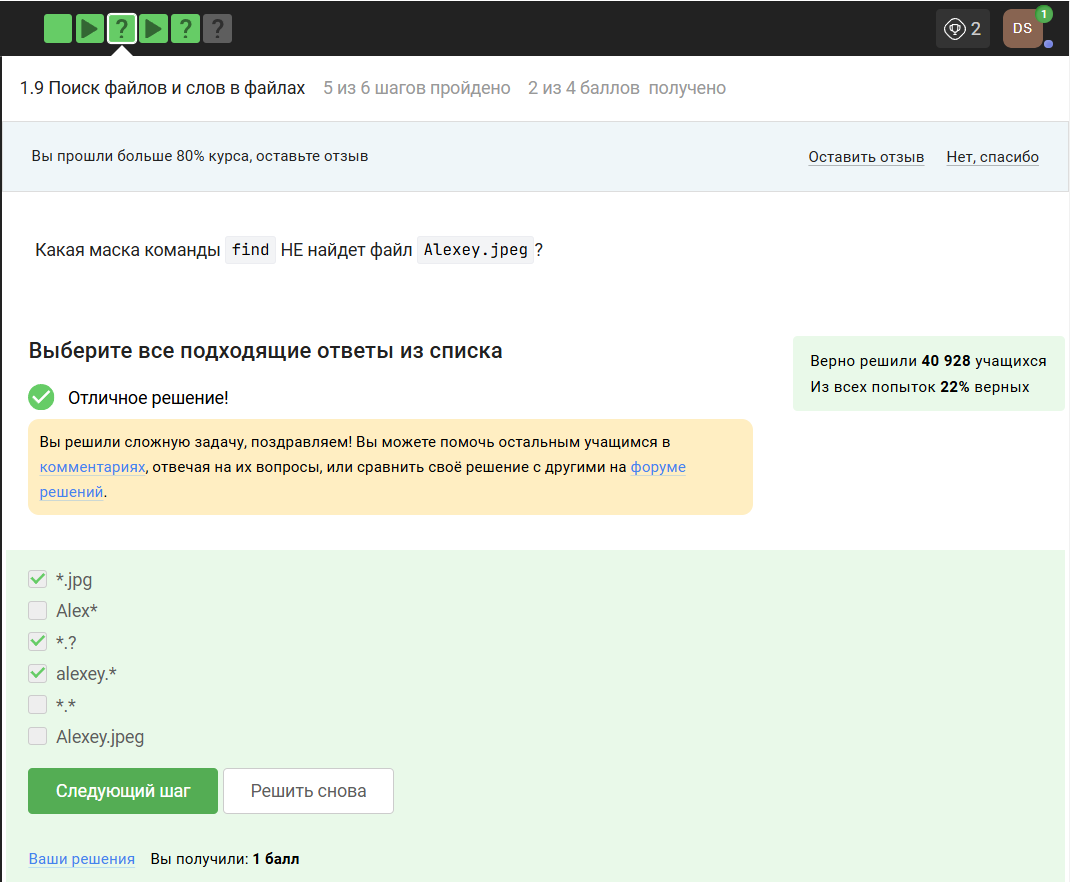 ? ? ? 2 DS 1
1.9 Поиск файлов и слов в файлах 5 из 6 шагов пройдено 2 из 4 баллов получено
Вы прошли больше 80% курса, оставьте отзыв Оставить отзыв Нет, спасибо
Какая маска команды find НЕ найдет файл Alexey.jpeg ?
Выберите все подходящие ответы из списка
Верно решили 40 928 учащихся
Из всех попыток 22% верных
Отличное решение!
Вы решили сложную задачу, поздравляем! Вы можете помочь остальным учащимся в
комментариях, отвечая на их вопросы, или сравнить своё решение с другими на форуме
решений.
*.jpg
Alex*
*.?
alexey.*
*.*
Alexey.jpeg
Следующий шаг Решить снова
Ваши решения Вы получили: 1 балл